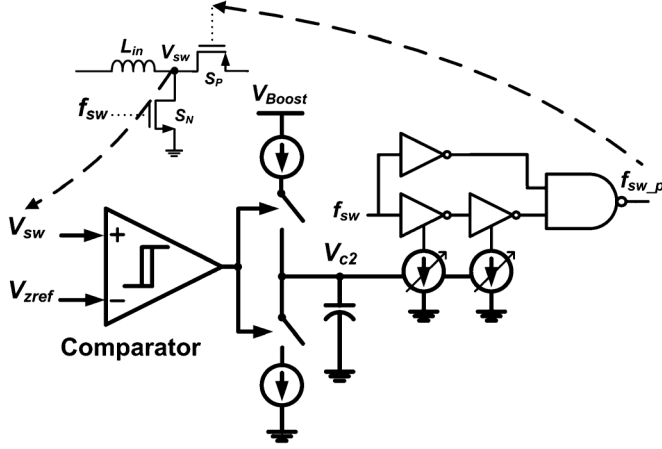 L_in
V_sw
S_P
f_sw
S_N
V_Boost
f_sw_p
f_sw
V_sw
+
V_c2
V_zref
−
Comparator